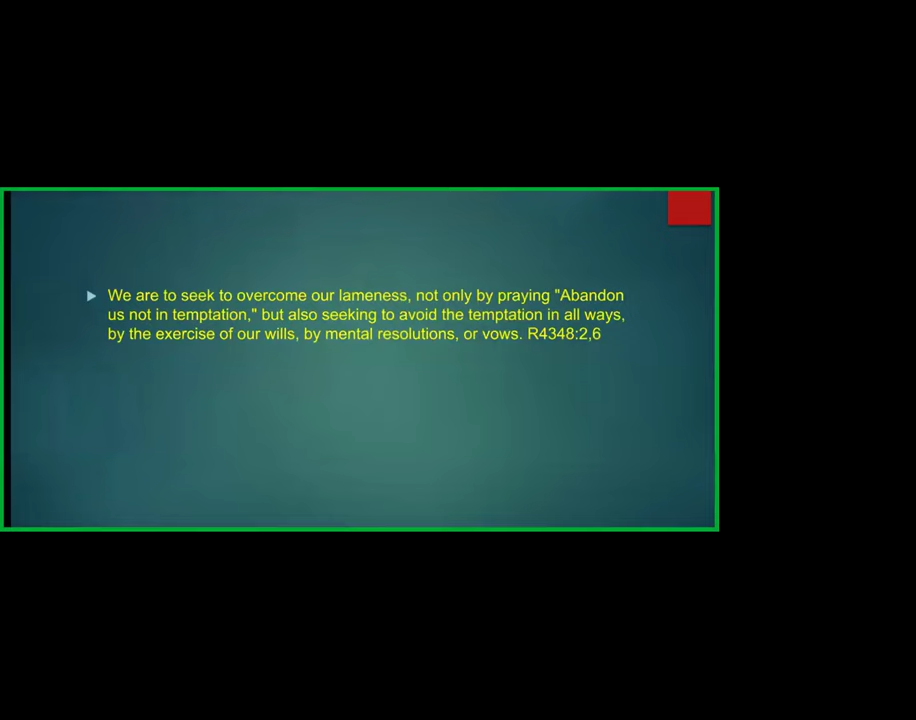 We are to seek to overcome our lameness, not only by praying "Abandon
us not in temptation," but also seeking to avoid the temptation in all ways,
by the exercise of our wills, by mental resolutions, or vows. R4348:2,6